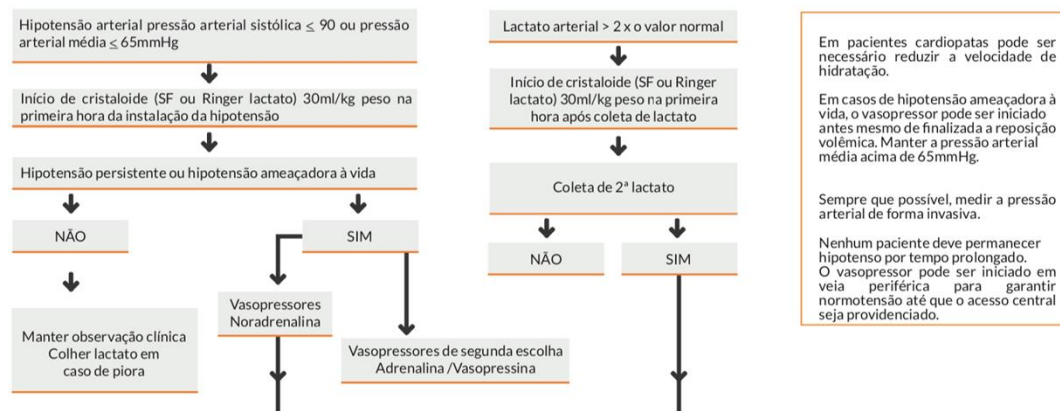 Hipotensão arterial pressão arterial sistólica ≤ 90 ou pressão
arterial média ≤ 65mmHg
Início de cristaloide (SF ou Ringer lactato) 30ml/kg peso na
primeira hora da instalação da hipotensão
Hipotensão persistente ou hipotensão ameaçadora à vida
NÃO
SIM
Manter observação clínica
Colher lactato em
caso de piora
Vasopressores
Noradrenalina
Vasopressores de segunda escolha
Adrenalina /Vasopressina
Lactato arterial > 2 x o valor normal
Início de cristaloide (SF ou Ringer
lactato) 30ml/kg peso na primeira
hora após coleta de lactato
Coleta de 2ª lactato
NÃO
SIM
Em pacientes cardiopatas pode ser
necessário reduzir a velocidade de
hidratação.
Em casos de hipotensão ameaçadora à
vida, o vasopressor pode ser iniciado
antes mesmo de finalizada a reposição
volêmica. Manter a pressão arterial
média acima de 65mmHg.
Sempre que possível, medir a pressão
arterial de forma invasiva.
Nenhum paciente deve permanecer
hipotenso por tempo prolongado.
O vasopressor pode ser iniciado em
veia periférica para garantir
normotensão até que o acesso central
seja providenciado.